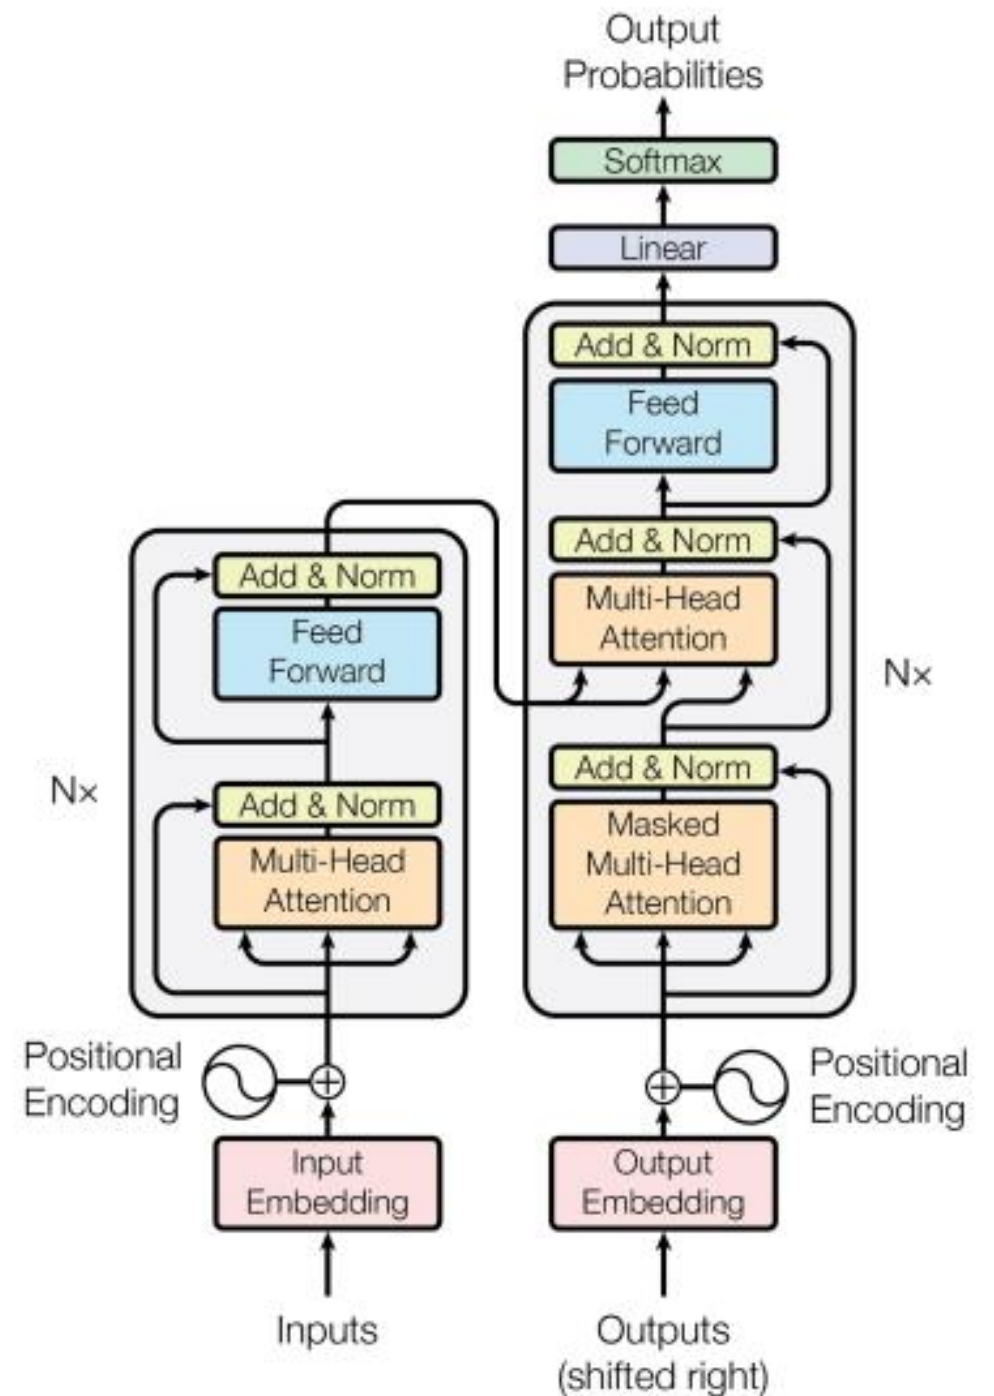 Output
Probabilities
Softmax
Linear
Add & Norm
Feed
Forward
Add & Norm
Multi-Head
Attention
Nx
Add & Norm
Masked
Multi-Head
Attention
Add & Norm
Feed
Forward
Nx
Add & Norm
Multi-Head
Attention
Positional
Encoding
Positional
Encoding
Input
Embedding
Output
Embedding
Inputs
Outputs
(shifted right)